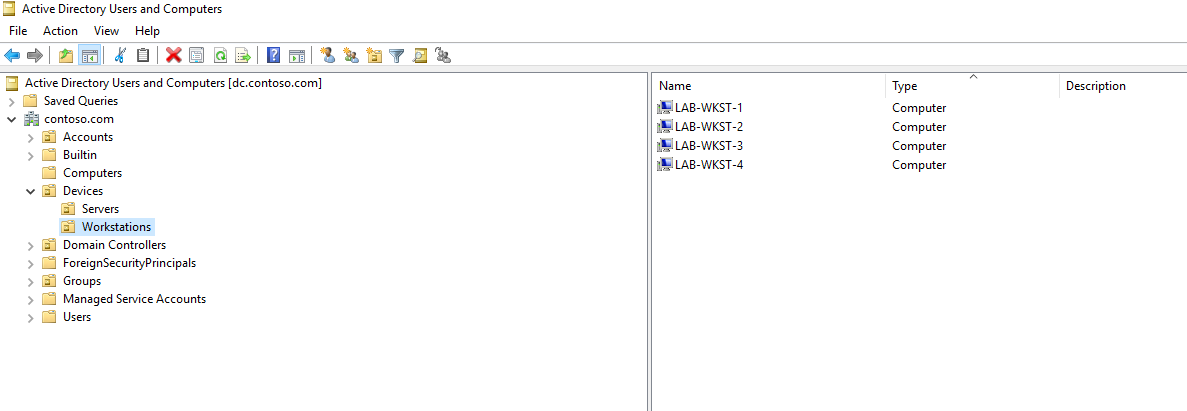 Active Directory Users and Computers
File Action View Help
Active Directory Users and Computers [dc.contoso.com]
Saved Queries
contoso.com
Accounts
Builtin
Computers
Devices
Servers
Workstations
Domain Controllers
ForeignSecurityPrincipals
Groups
Managed Service Accounts
Users
Name Type Description
LAB-WKST-1 Computer
LAB-WKST-2 Computer
LAB-WKST-3 Computer
LAB-WKST-4 Computer